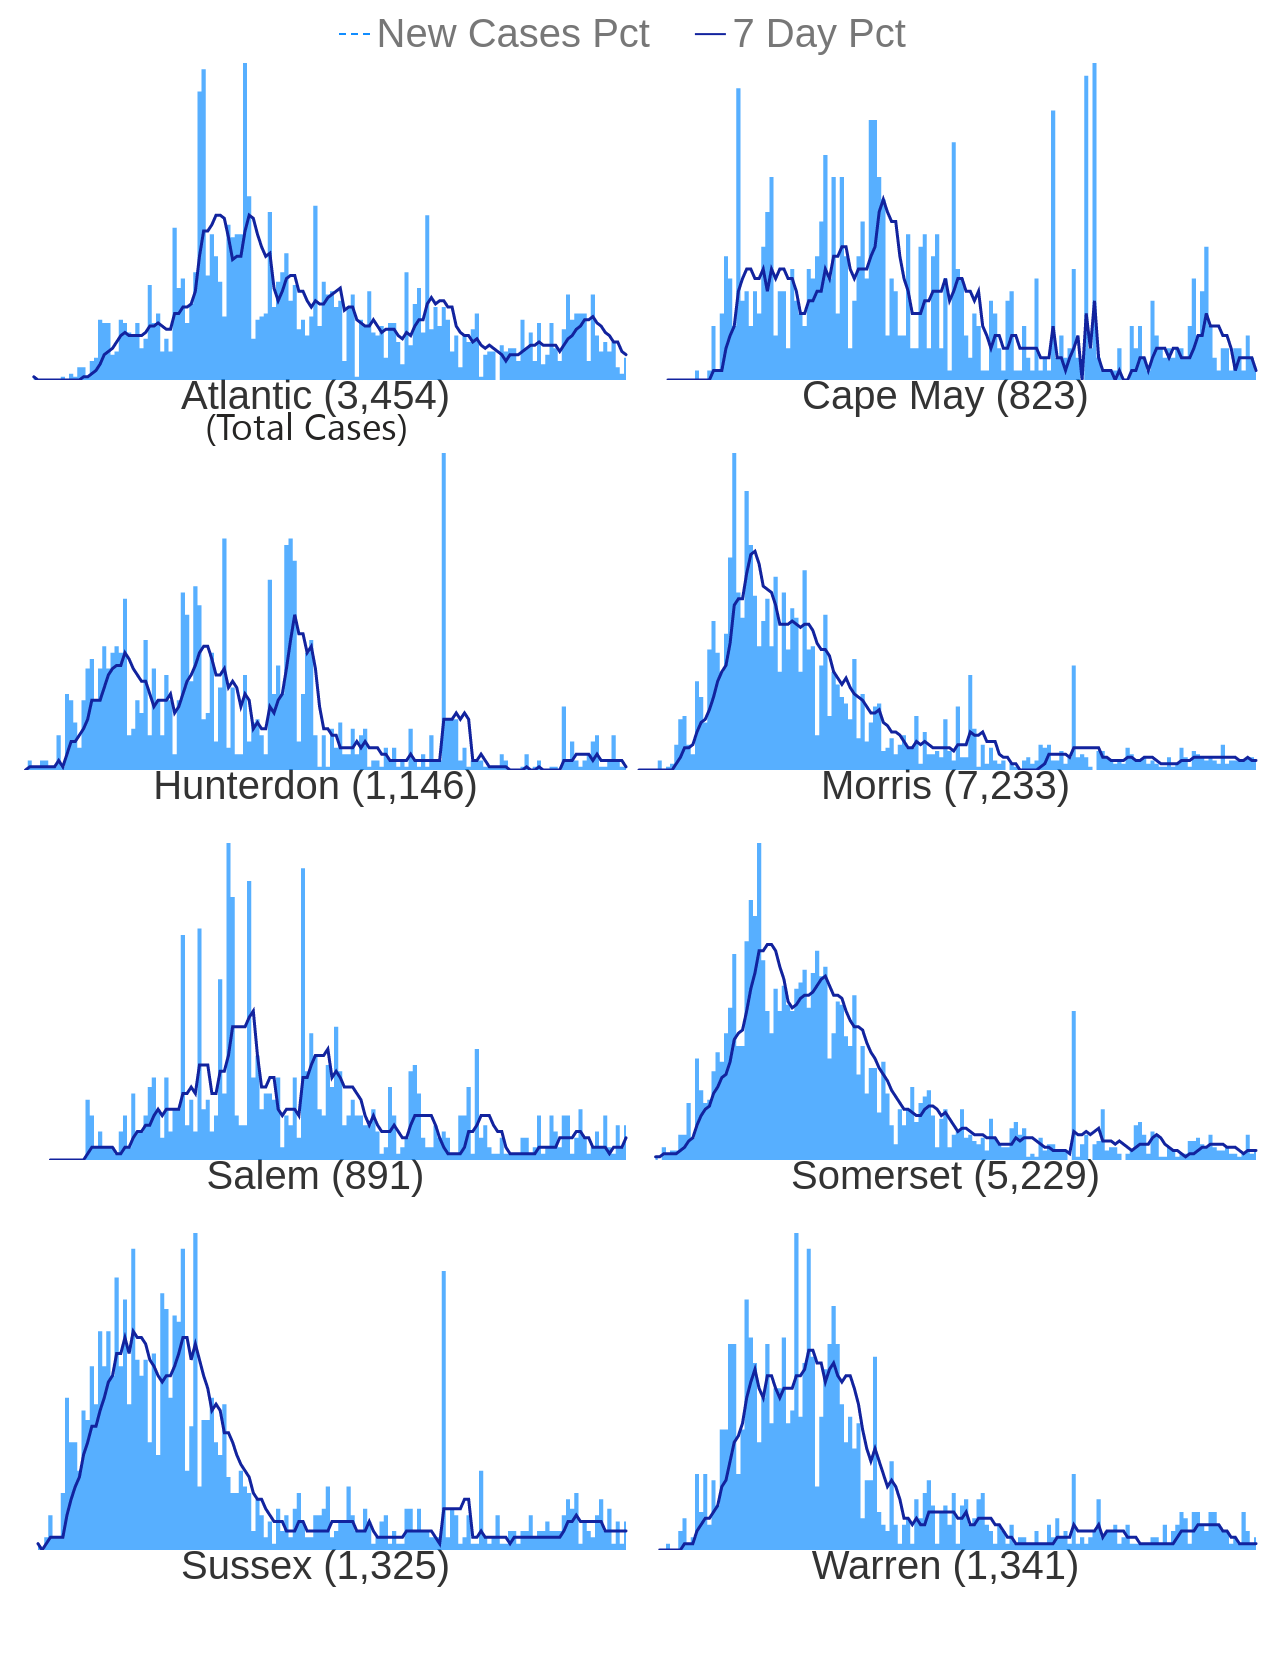 New Cases Pct 7 Day Pct
Atlantic (3,454) Cape May (823)
(Total Cases)
Hunterdon (1,146) Morris (7,233)
Salem (891) Somerset (5,229)
Sussex (1,325) Warren (1,341)